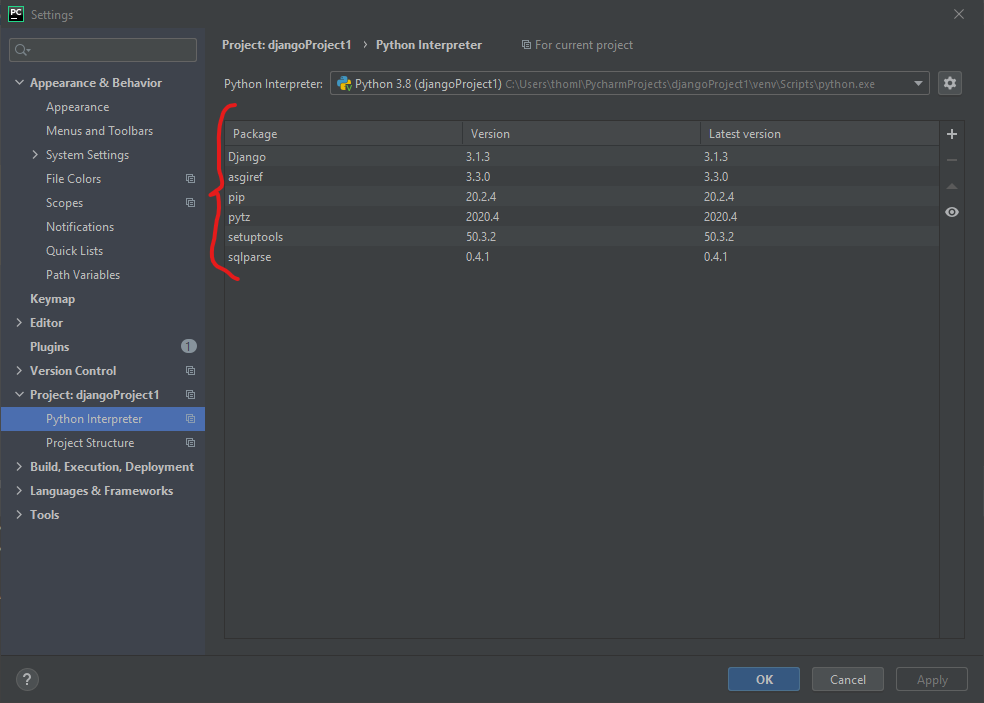 PC Settings
Project: djangoProject1 › Python Interpreter For current project
Python Interpreter: Python 3.8 (djangoProject1) C:\Users\thoml\PycharmProjects\djangoProject1\venv\Scripts\python.exe
Appearance & Behavior
Appearance
Menus and Toolbars
System Settings
File Colors
Scopes
Notifications
Quick Lists
Path Variables
Keymap
Editor
Plugins 1
Version Control
Project: djangoProject1
Python Interpreter
Project Structure
Build, Execution, Deployment
Languages & Frameworks
Tools
Package Version Latest version
Django 3.1.3 3.1.3
asgiref 3.3.0 3.3.0
pip 20.2.4 20.2.4
pytz 2020.4 2020.4
setuptools 50.3.2 50.3.2
sqlparse 0.4.1 0.4.1
? OK Cancel Apply